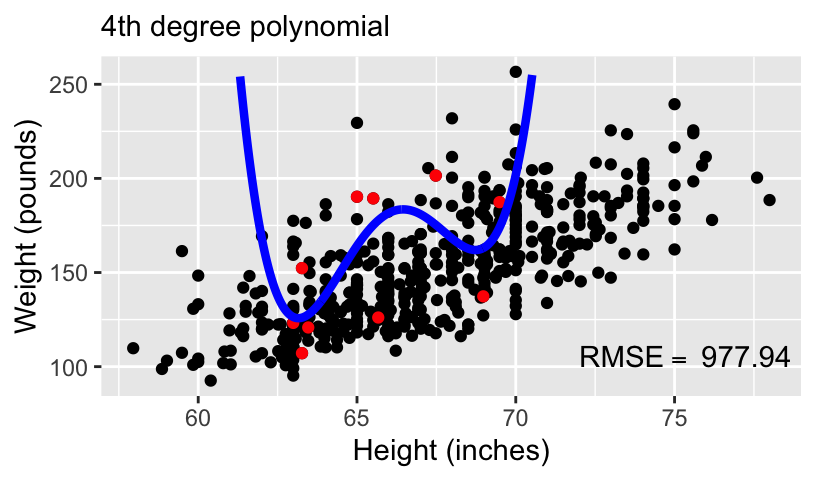 4th degree polynomial
250
200
150
100
Weight (pounds)
RMSE = 977.94
60
65
70
75
Height (inches)